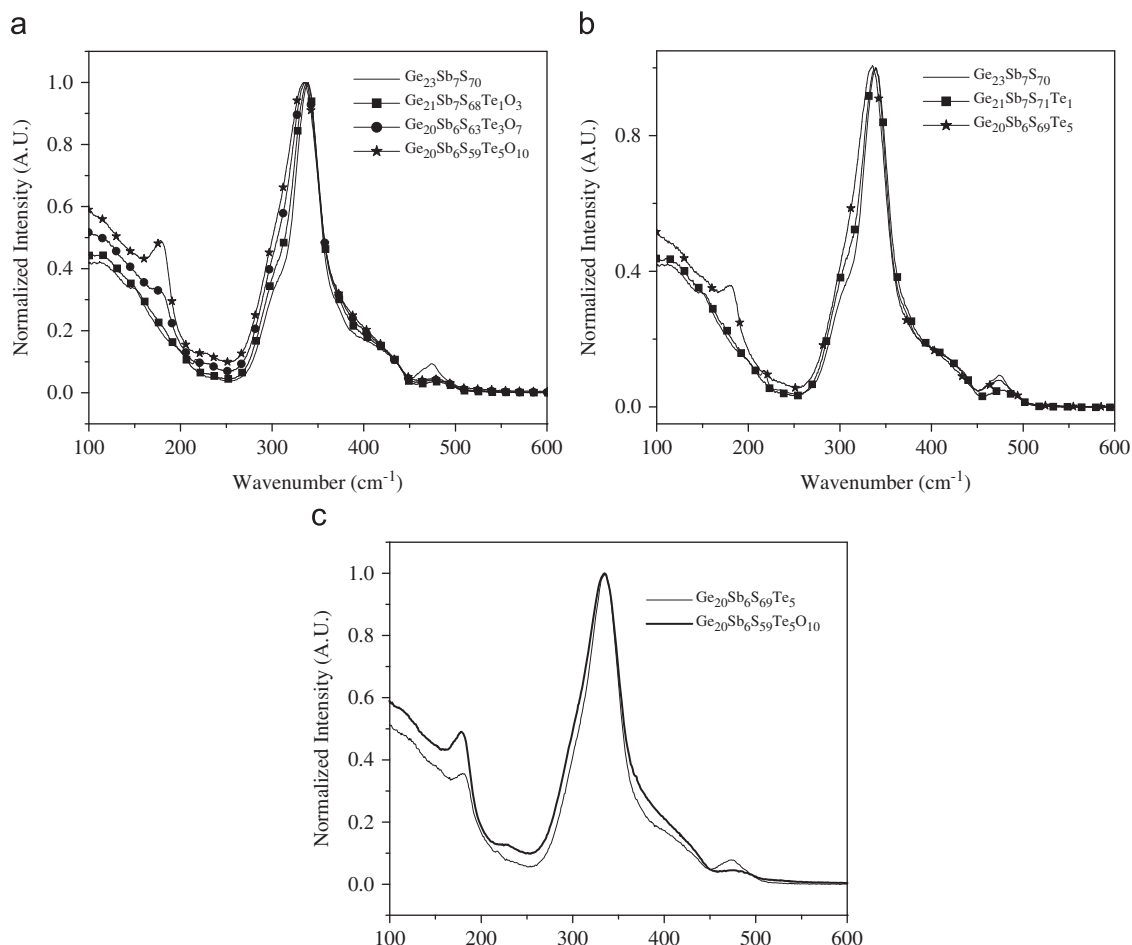 a
Ge23Sb7S70
Ge21Sb7S68Te1O3
Ge20Sb6S63Te3O7
Ge20Sb6S59Te5O10
1.0
0.8
0.6
0.4
0.2
0.0
Normalized Intensity (A.U.)
100 200 300 400 500 600
Wavenumber (cm-1)
b
Ge23Sb7S70
Ge21Sb7S71Te1
Ge20Sb6S69Te5
0.8
0.4
0.0
Normalized Intensity (A.U.)
100 200 300 400 500 600
Wavenumber (cm-1)
c
Ge20Sb6S69Te5
Ge20Sb6S59Te5O10
1.0
0.8
0.6
0.4
0.2
0.0
Normalized Intensity (A.U.)
100 200 300 400 500 600